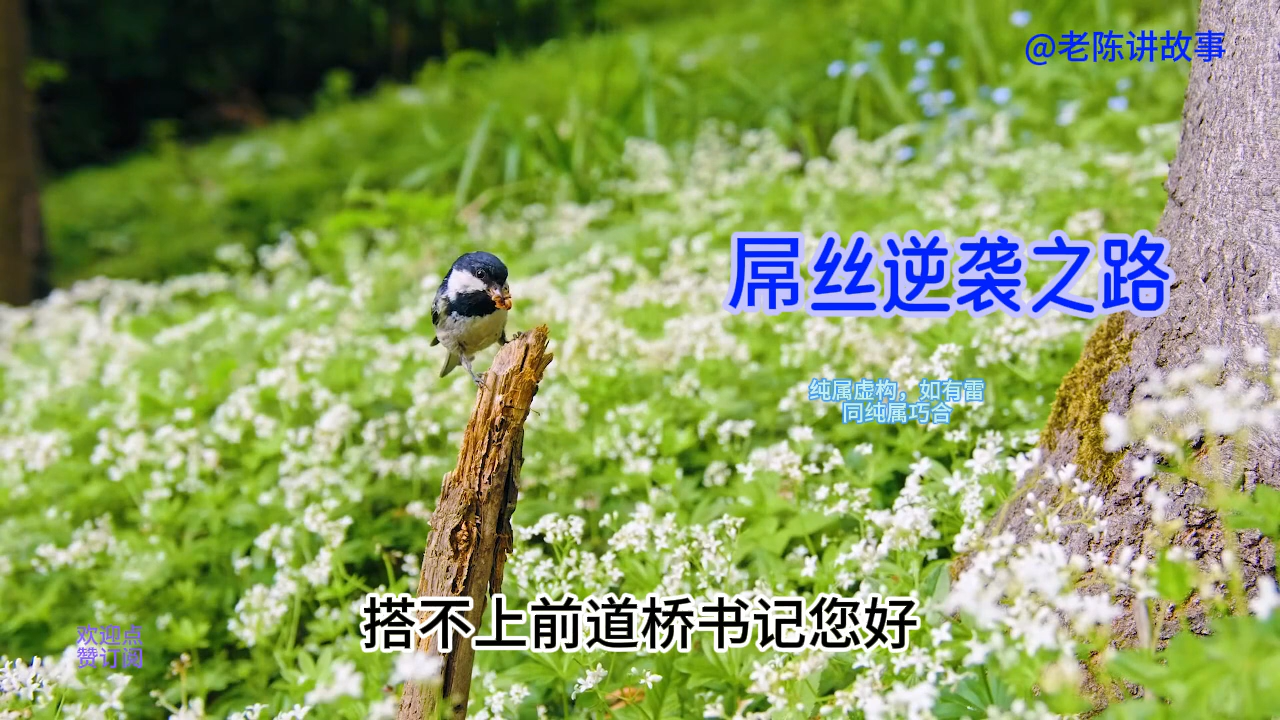 @老陈讲故事
屌丝逆袭之路
纯属虚构，如有雷
同纯属巧合
搭不上前道桥书记您好
欢迎点
赞订阅